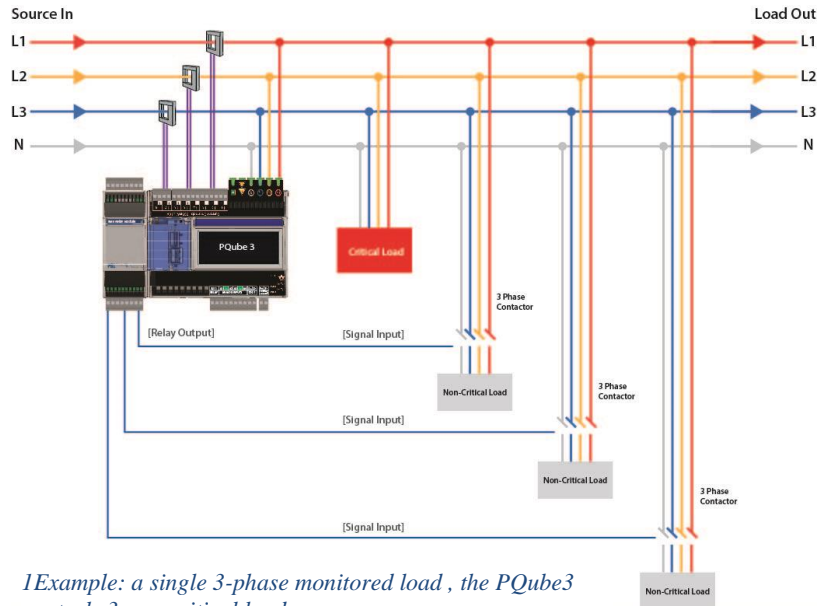 Source In
Load Out
L1
L1
L2
L2
L3
L3
N
N
PQube 3
Critical Load
3 Phase
Contactor
[Relay Output]
[Signal Input]
Non-Critical Load
3 Phase
Contactor
[Signal Input]
Non-Critical Load
3 Phase
Contactor
[Signal Input]
Non-Critical Load
1Example: a single 3-phase monitored load , the PQube3